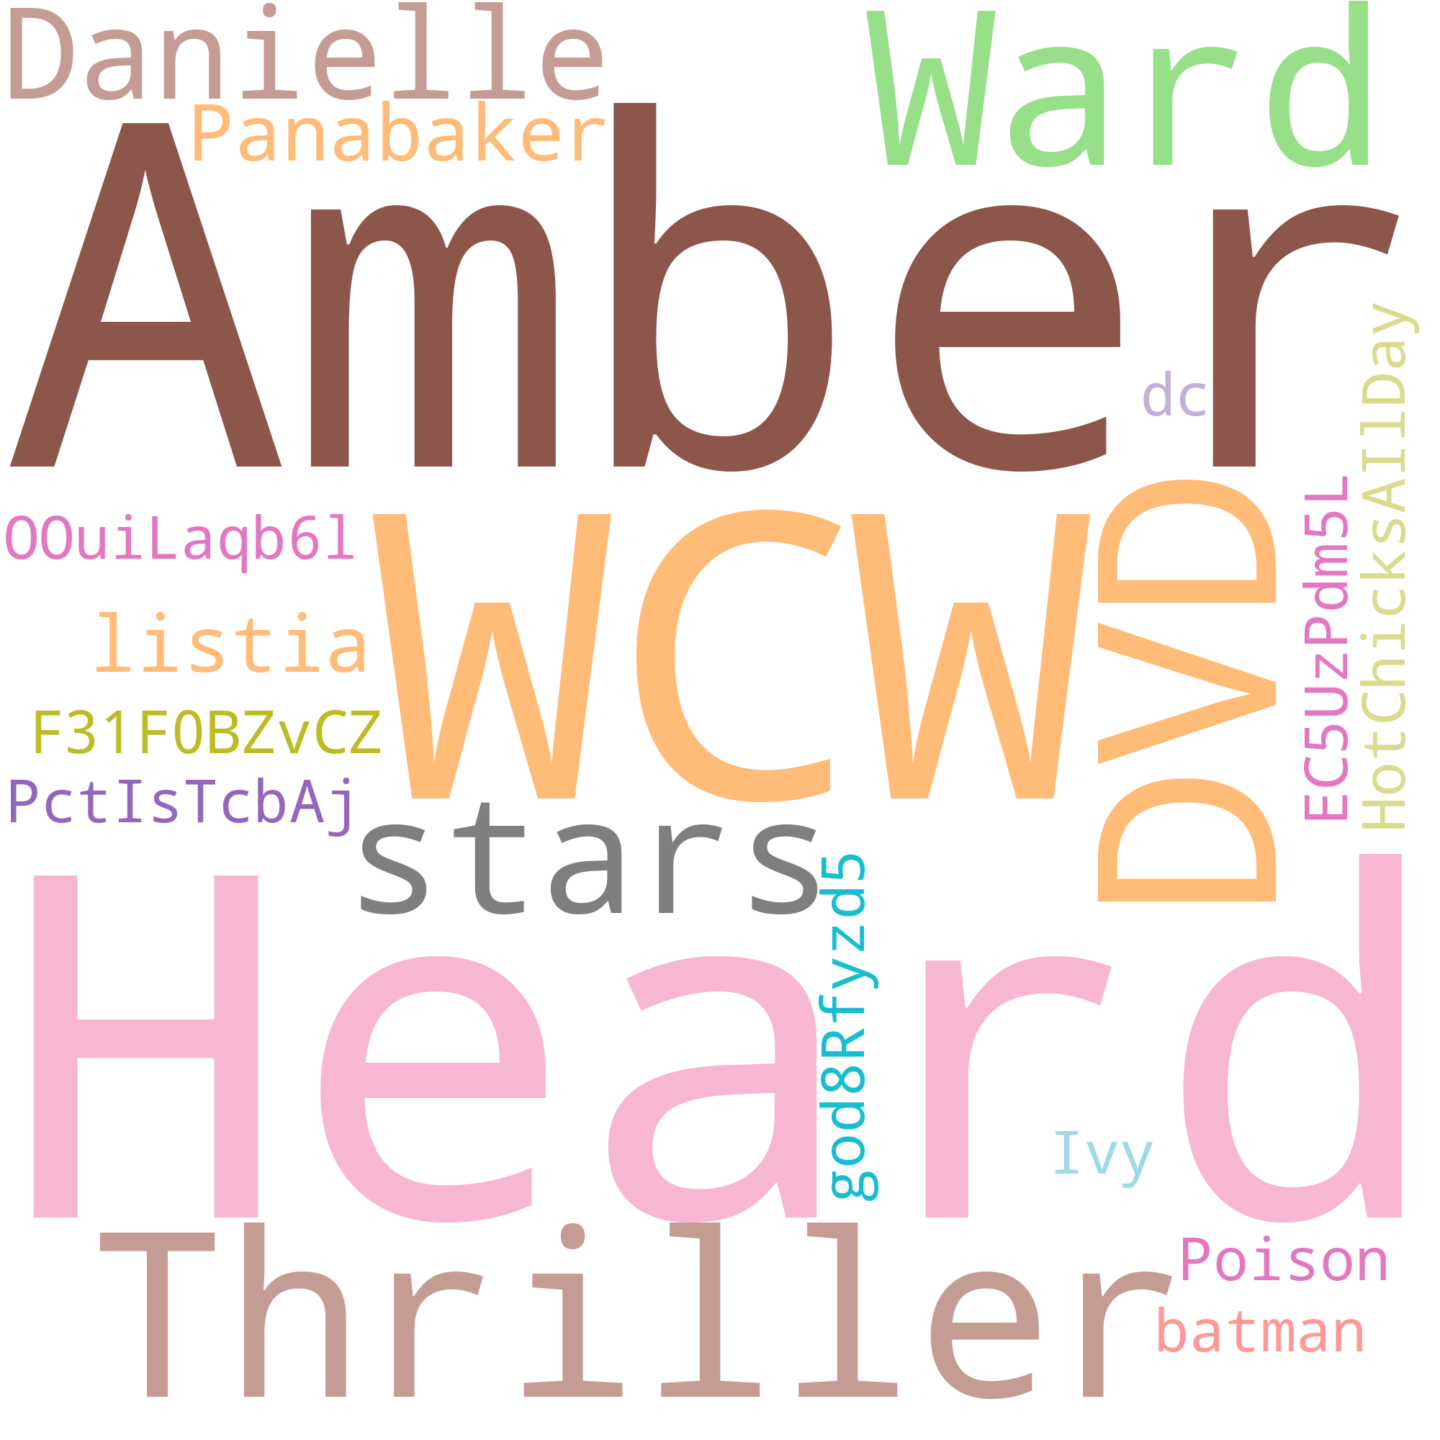 Danielle
Ward
Panabaker
Amber
dc
HotChicksAIlDay
OOuiLaqb6l
WCW
DVD
EC5UzPdm5L
listia
F31F0BZvCZ
PctIsTcbAj
stars
god8Rfyzd5
Heard
Ivy
Thriller
Poison
batman